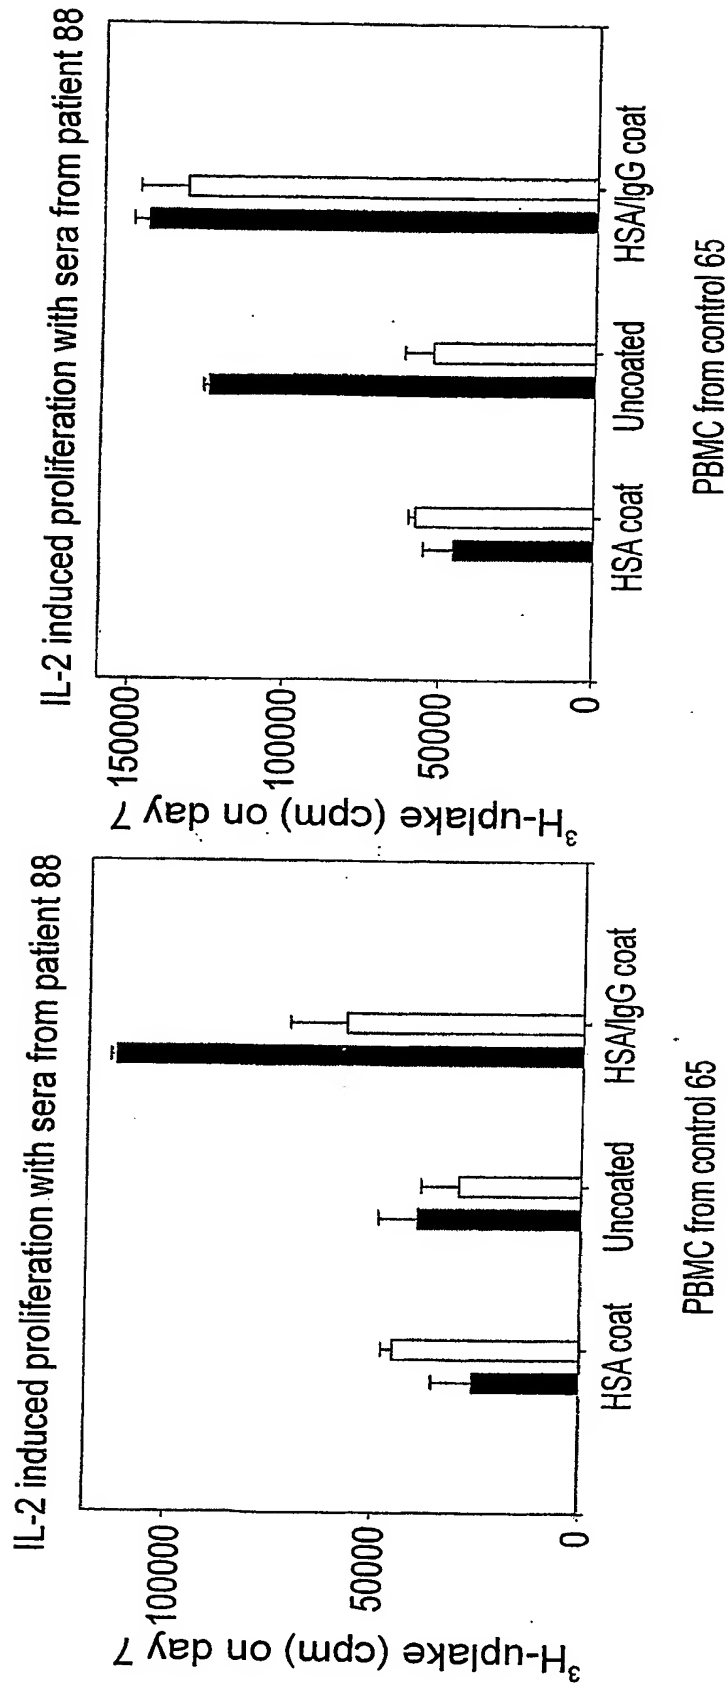 IL-2 induced proliferation with sera from patient 88
³H-uplake (cpm) on day 7
100000
50000
0
HSA coat
Uncoated
HSA/IgG coat
PBMC from control 65
IL-2 induced proliferation with sera from patient 88
³H-uplake (cpm) on day 7
150000
100000
50000
0
HSA coat
Uncoated
HSA/IgG coat
PBMC from control 65